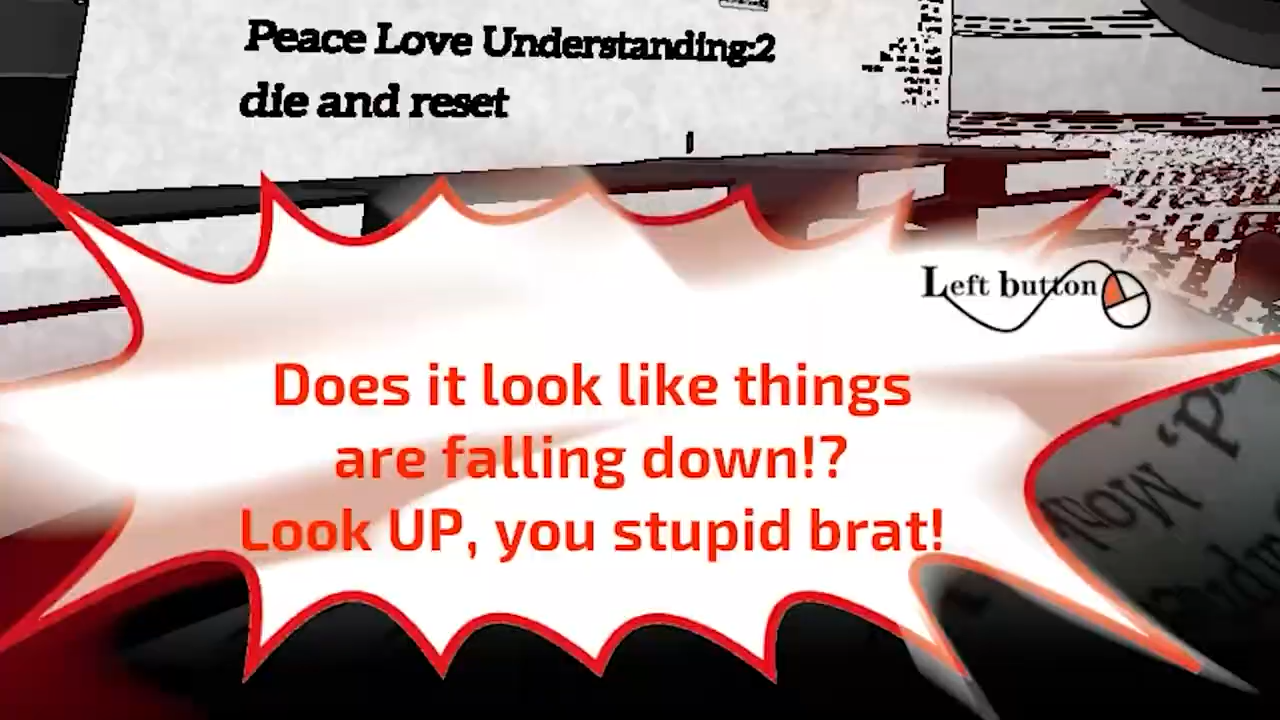 Peace Love Understanding:2
die and reset
Left button
Does it look like things
are falling down!?
Look UP, you stupid brat!